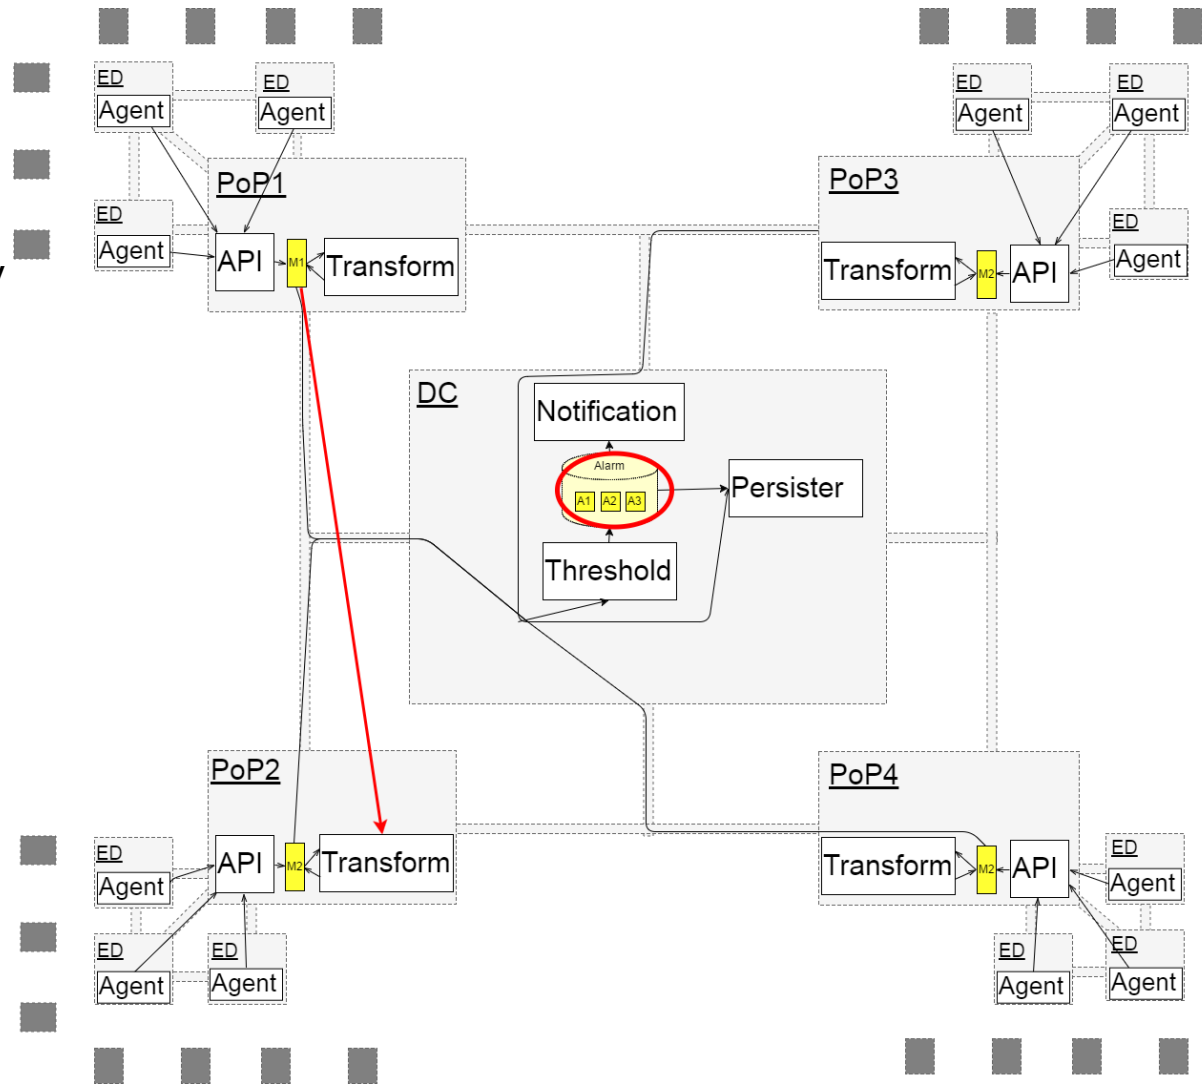 ED
Agent
ED
Agent
ED
Agent
PoP1
API
M1
Transform
ED
Agent
ED
Agent
ED
Agent
PoP3
Transform
M2
API
DC
Notification
Alarm
A1 A2 A3
Persister
Threshold
PoP2
API
M2
Transform
ED
Agent
ED
Agent
ED
Agent
PoP4
Transform
M2
API
ED
Agent
ED
Agent
ED
Agent